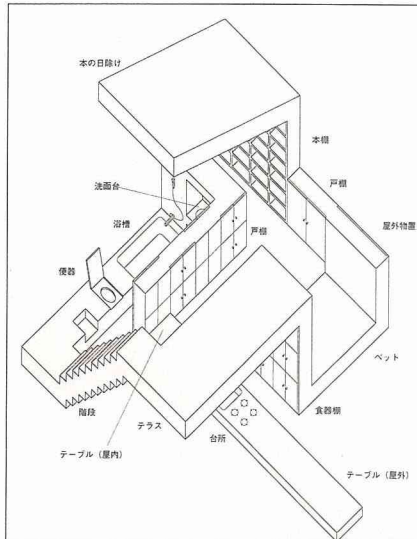 本の日除け
本棚
洗面台
戸棚
浴槽
屋外物置
戸棚
便器
ベット
階段
食器棚
テラス
台所
テーブル（屋内）
テーブル（屋外）